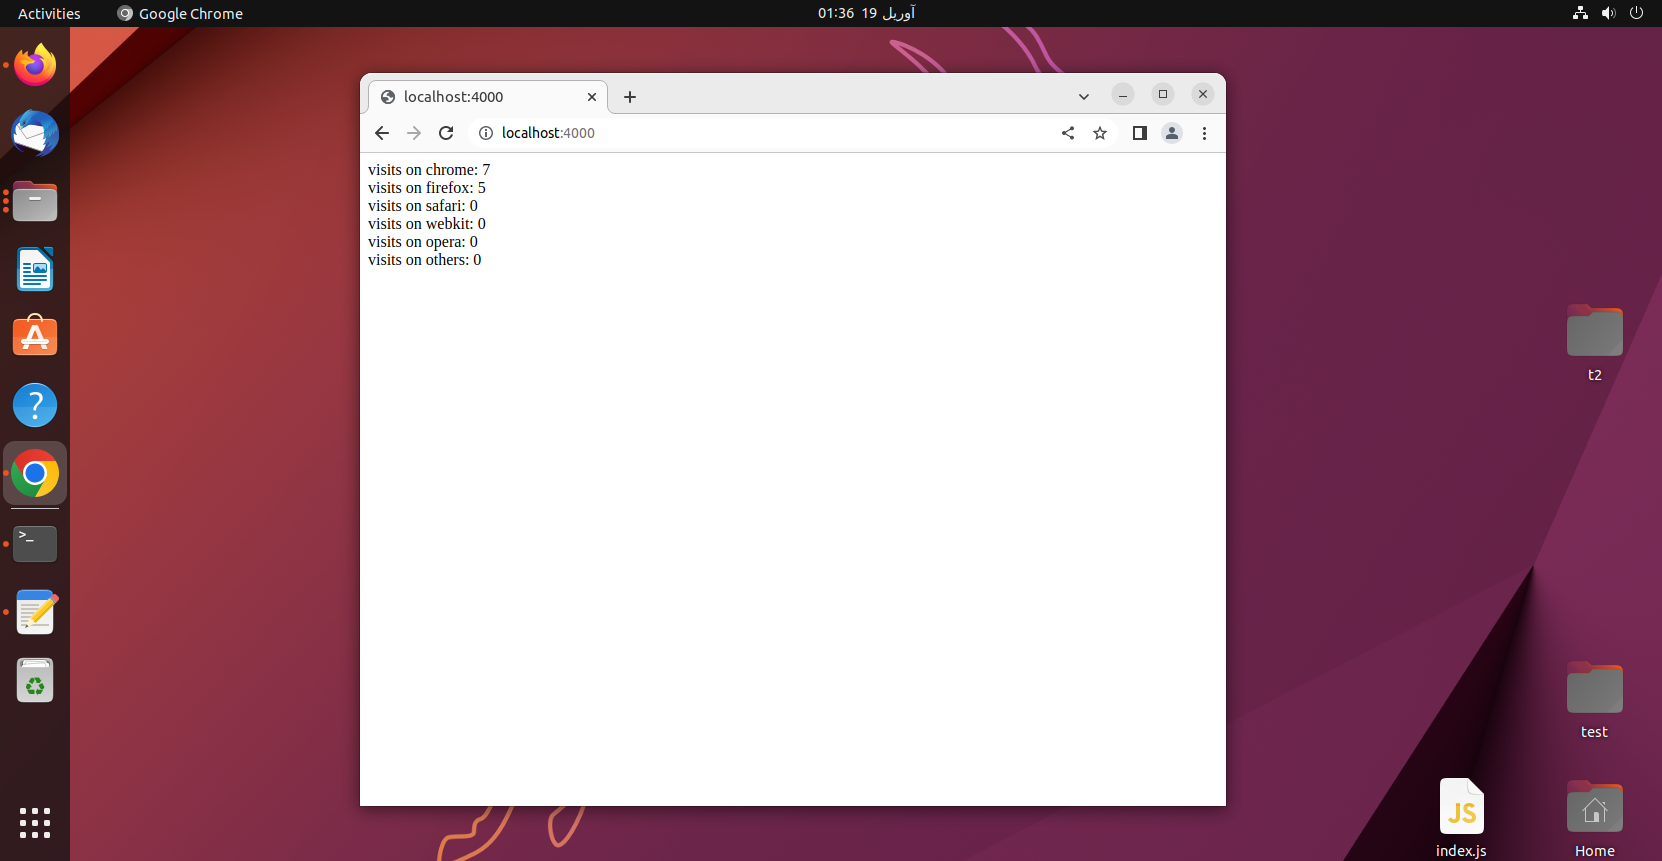 Activities
Google Chrome
01:36 19 آوریل
localhost:4000
localhost:4000
visits on chrome: 7
visits on firefox: 5
visits on safari: 0
visits on webkit: 0
visits on opera: 0
visits on others: 0
t2
test
JS
index.js
Home